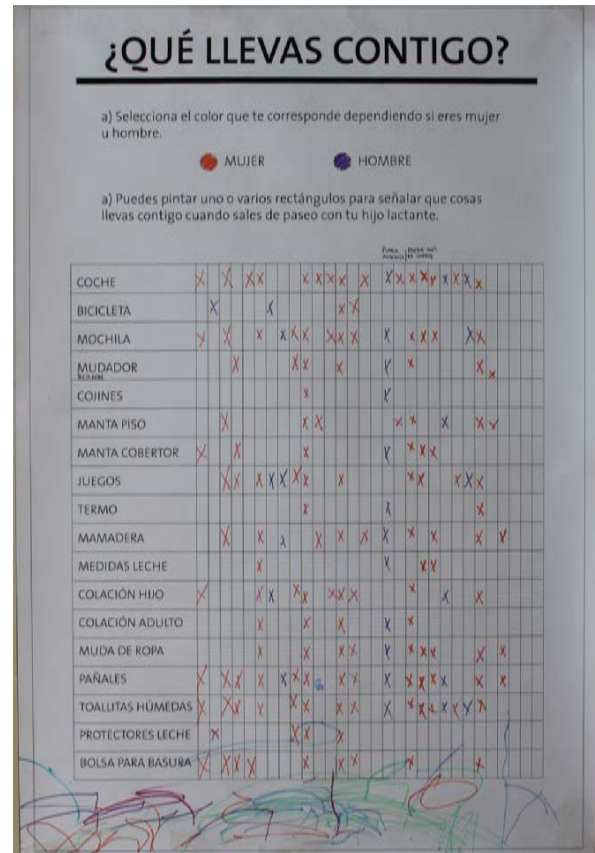 ¿QUÉ LLEVAS CONTIGO?
a) Selecciona el color que te corresponde dependiendo si eres mujer
u hombre.
MUJER HOMBRE
a) Puedes pintar uno o varios rectángulos para señalar que cosas
llevas contigo cuando sales de paseo con tu hijo lactante.
COCHE
BICICLETA
MOCHILA
MUDADOR
COJINES
MANTA PISO
MANTA COBERTOR
JUEGOS
TERMO
MAMADERA
MEDIDAS LECHE
COLACIÓN HIJO
COLACIÓN ADULTO
MUDA DE ROPA
PAÑALES
TOALLITAS HÚMEDAS
PROTECTORES LECHE
BOLSA PARA BASURA